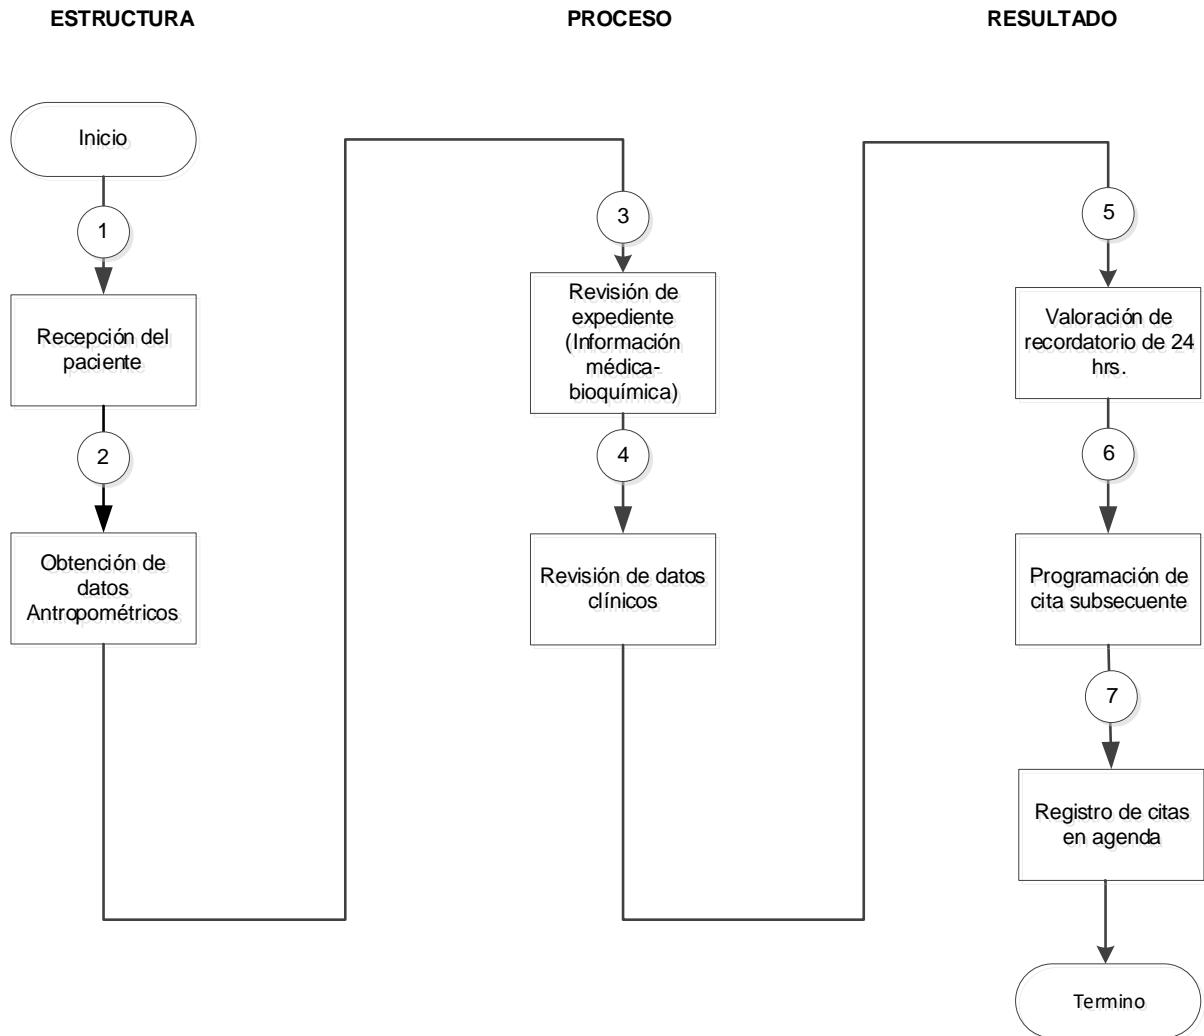 ESTRUCTURA
PROCESO
RESULTADO
Inicio
1
Recepción del
paciente
2
Obtención de
datos
Antropométricos
3
Revisión de
expediente
(Información
médica-
bioquímica)
4
Revisión de datos
clínicos
5
Valoración de
recordatorio de 24
hrs.
6
Programación de
cita subsecuente
7
Registro de citas
en agenda
Termino